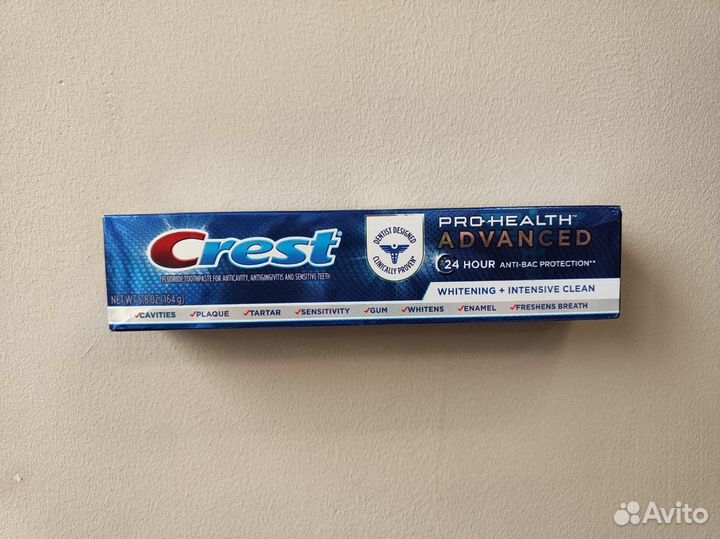 Crest
FLUORIDE TOOTHPASTE FOR ANTICAVITY, ANTIGINGIVITIS AND SENSITIVE TEETH
NET WT 5.8 OZ (164 g)
DENTIST DESIGNED
CLINICALLY PROVEN*
PRO-HEALTH™
ADVANCED
24 HOUR ANTI-BAC PROTECTION**
WHITENING + INTENSIVE CLEAN
✓CAVITIES ✓PLAQUE ✓TARTAR ✓SENSITIVITY ✓GUM ✓WHITENS ✓ENAMEL ✓FRESHENS BREATH
Avito